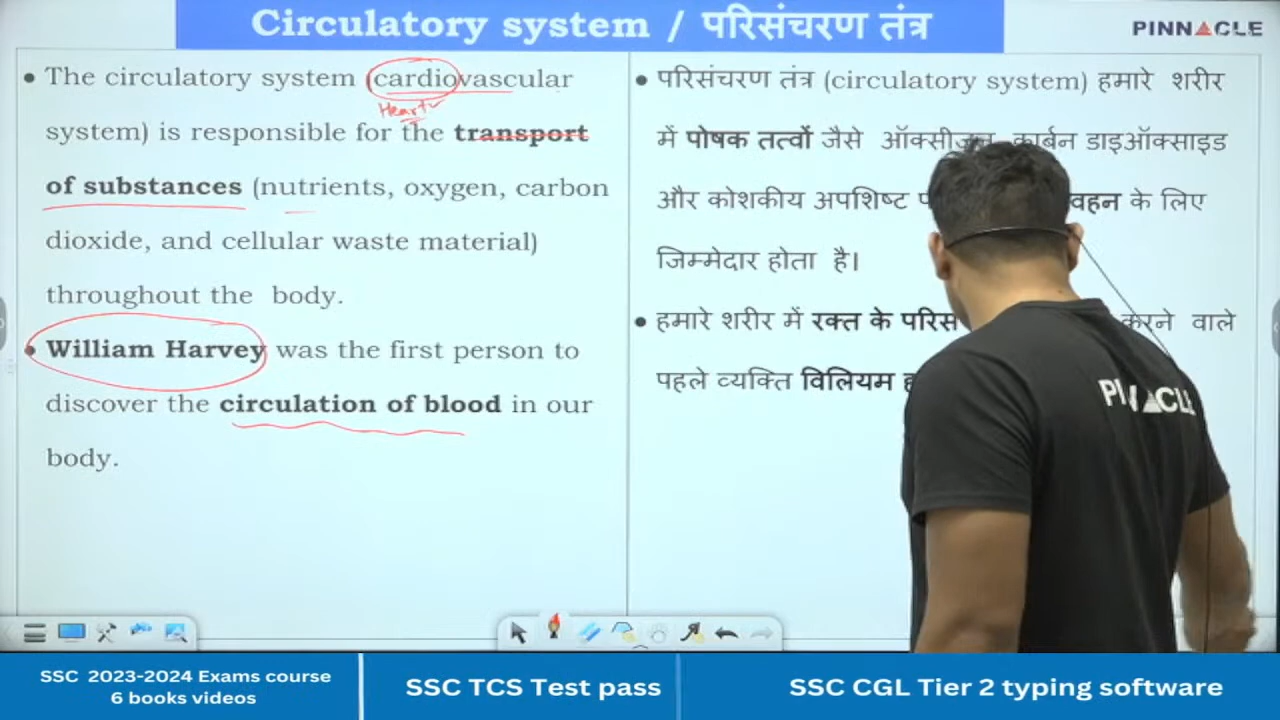 Circulatory system / परिसंचरण तंत्र
PINNACLE
• The circulatory system (cardiovascular
Heart
system) is responsible for the transport
of substances (nutrients, oxygen, carbon
dioxide, and cellular waste material)
throughout the body.
• William Harvey was the first person to
discover the circulation of blood in our
body.
• परिसंचरण तंत्र (circulatory system) हमारे शरीर
में पोषक तत्वों जैसे ऑक्सीजन, कार्बन डाइऑक्साइड
और कोशकीय अपशिष्ट वहन के लिए
जिम्मेदार होता है।
• हमारे शरीर में रक्त के करने वाले
पहले व्यक्ति विलियम
PINNACLE
SSC 2023-2024 Exams course
6 books videos
SSC TCS Test pass
SSC CGL Tier 2 typing software